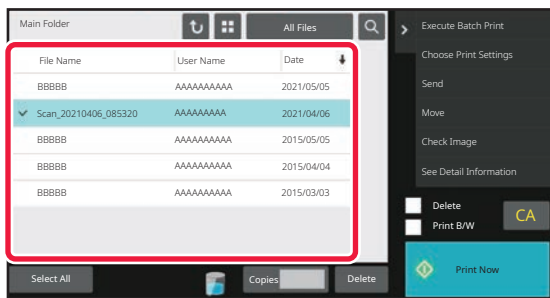 Main Folder
All Files
File Name User Name Date
BBBBB AAAAAAAAAA 2021/05/05
Scan_20210406_085320 AAAAAAAAA 2021/04/06
BBBBB AAAAAAAAAA 2015/05/05
BBBBB AAAAAAAAAA 2015/04/04
BBBBB AAAAAAAAAA 2015/03/03
Select All
Copies
Delete
Execute Batch Print
Choose Print Settings
Send
Move
Check Image
See Detail Information
Delete
Print B/W
CA
Print Now